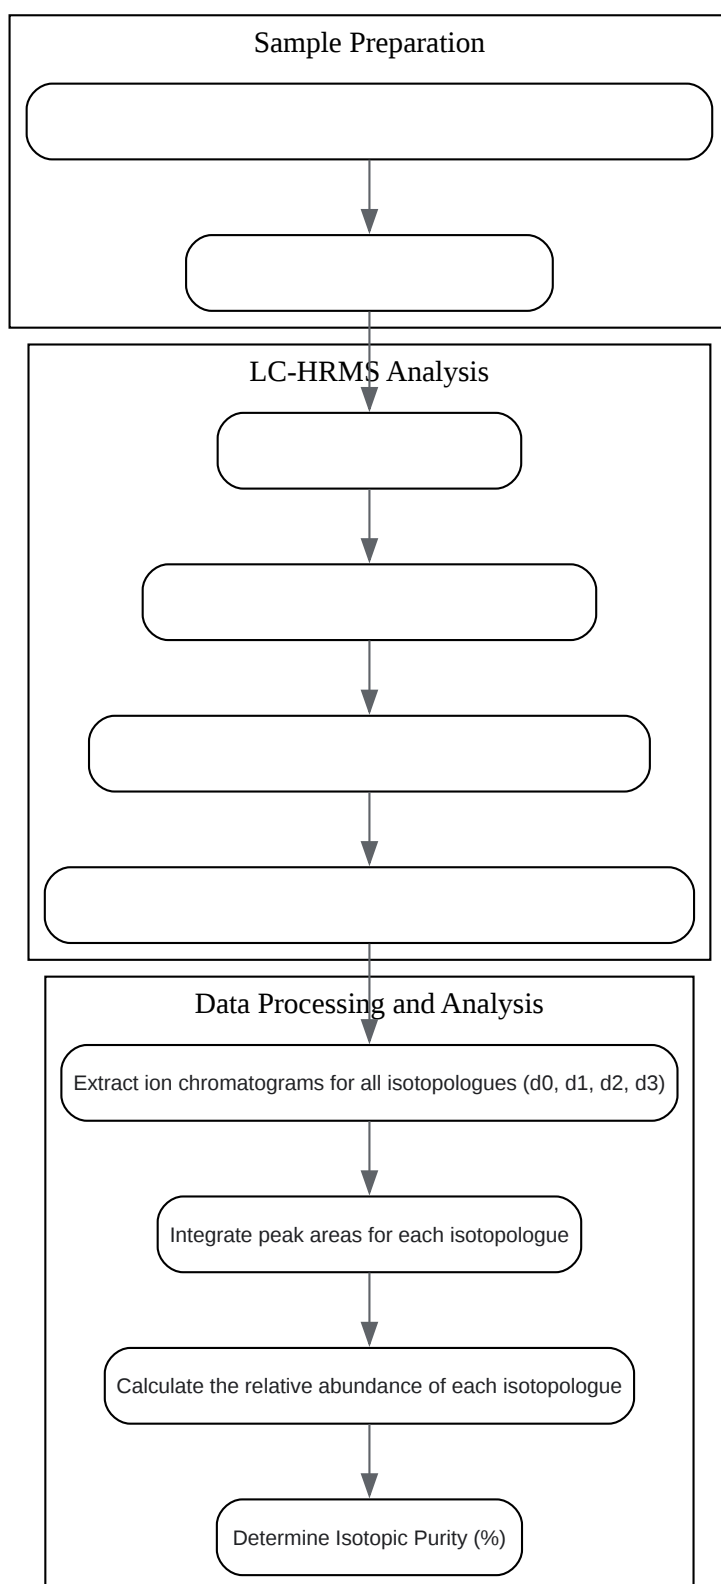 Sample Preparation
LC-HRMS Analysis
Data Processing and Analysis
Extract ion chromatograms for all isotopologues (d0, d1, d2, d3)
Integrate peak areas for each isotopologue
Calculate the relative abundance of each isotopologue
Determine Isotopic Purity (%)